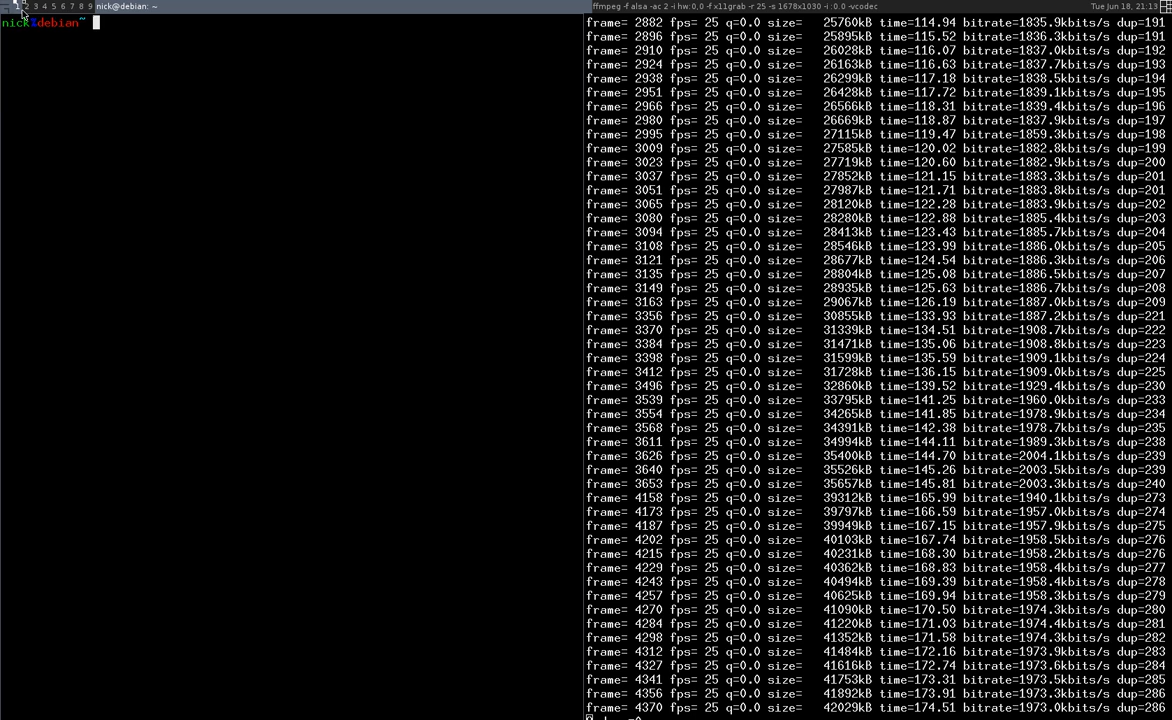 1 2 3 4 5 6 7 8 9 nick@debian: ~
ffmpeg -f alsa -ac 2 -i hw:0,0 -f x11grab -r 25 -s 1678x1030 -i :0.0 -vcodec
Tue Jun 18, 21:13
nick%debian~
frame= 2882 fps= 25 q=0.0 size= 25760kB time=114.94 bitrate=1835.9kbits/s dup=191
frame= 2896 fps= 25 q=0.0 size= 25895kB time=115.52 bitrate=1836.3kbits/s dup=191
frame= 2910 fps= 25 q=0.0 size= 26028kB time=116.07 bitrate=1837.0kbits/s dup=192
frame= 2924 fps= 25 q=0.0 size= 26163kB time=116.63 bitrate=1837.7kbits/s dup=193
frame= 2938 fps= 25 q=0.0 size= 26299kB time=117.18 bitrate=1838.5kbits/s dup=194
frame= 2951 fps= 25 q=0.0 size= 26428kB time=117.72 bitrate=1839.1kbits/s dup=195
frame= 2966 fps= 25 q=0.0 size= 26566kB time=118.31 bitrate=1839.4kbits/s dup=196
frame= 2980 fps= 25 q=0.0 size= 26669kB time=118.87 bitrate=1837.9kbits/s dup=197
frame= 2995 fps= 25 q=0.0 size= 27115kB time=119.47 bitrate=1859.3kbits/s dup=198
frame= 3009 fps= 25 q=0.0 size= 27585kB time=120.02 bitrate=1882.8kbits/s dup=199
frame= 3023 fps= 25 q=0.0 size= 27719kB time=120.60 bitrate=1882.9kbits/s dup=200
frame= 3037 fps= 25 q=0.0 size= 27852kB time=121.15 bitrate=1883.3kbits/s dup=201
frame= 3051 fps= 25 q=0.0 size= 27987kB time=121.71 bitrate=1883.8kbits/s dup=201
frame= 3065 fps= 25 q=0.0 size= 28120kB time=122.28 bitrate=1883.9kbits/s dup=202
frame= 3080 fps= 25 q=0.0 size= 28280kB time=122.88 bitrate=1885.4kbits/s dup=203
frame= 3094 fps= 25 q=0.0 size= 28413kB time=123.43 bitrate=1885.7kbits/s dup=204
frame= 3108 fps= 25 q=0.0 size= 28546kB time=123.99 bitrate=1886.0kbits/s dup=205
frame= 3121 fps= 25 q=0.0 size= 28677kB time=124.54 bitrate=1886.3kbits/s dup=206
frame= 3135 fps= 25 q=0.0 size= 28804kB time=125.08 bitrate=1886.5kbits/s dup=207
frame= 3149 fps= 25 q=0.0 size= 28935kB time=125.63 bitrate=1886.7kbits/s dup=208
frame= 3163 fps= 25 q=0.0 size= 29067kB time=126.19 bitrate=1887.0kbits/s dup=209
frame= 3356 fps= 25 q=0.0 size= 30855kB time=133.93 bitrate=1887.2kbits/s dup=221
frame= 3370 fps= 25 q=0.0 size= 31339kB time=134.51 bitrate=1908.7kbits/s dup=222
frame= 3384 fps= 25 q=0.0 size= 31471kB time=135.06 bitrate=1908.8kbits/s dup=223
frame= 3398 fps= 25 q=0.0 size= 31599kB time=135.59 bitrate=1909.1kbits/s dup=224
frame= 3412 fps= 25 q=0.0 size= 31728kB time=136.15 bitrate=1909.0kbits/s dup=225
frame= 3496 fps= 25 q=0.0 size= 32860kB time=139.52 bitrate=1929.4kbits/s dup=230
frame= 3539 fps= 25 q=0.0 size= 33795kB time=141.25 bitrate=1960.0kbits/s dup=233
frame= 3554 fps= 25 q=0.0 size= 34265kB time=141.85 bitrate=1978.9kbits/s dup=234
frame= 3568 fps= 25 q=0.0 size= 34391kB time=142.38 bitrate=1978.7kbits/s dup=235
frame= 3611 fps= 25 q=0.0 size= 34994kB time=144.11 bitrate=1989.3kbits/s dup=238
frame= 3626 fps= 25 q=0.0 size= 35400kB time=144.70 bitrate=2004.1kbits/s dup=239
frame= 3640 fps= 25 q=0.0 size= 35526kB time=145.26 bitrate=2003.5kbits/s dup=239
frame= 3653 fps= 25 q=0.0 size= 35657kB time=145.81 bitrate=2003.3kbits/s dup=240
frame= 4158 fps= 25 q=0.0 size= 39312kB time=165.99 bitrate=1940.1kbits/s dup=273
frame= 4173 fps= 25 q=0.0 size= 39797kB time=166.59 bitrate=1957.0kbits/s dup=274
frame= 4187 fps= 25 q=0.0 size= 39949kB time=167.15 bitrate=1957.9kbits/s dup=275
frame= 4202 fps= 25 q=0.0 size= 40103kB time=167.74 bitrate=1958.5kbits/s dup=276
frame= 4215 fps= 25 q=0.0 size= 40231kB time=168.30 bitrate=1958.2kbits/s dup=276
frame= 4229 fps= 25 q=0.0 size= 40362kB time=168.83 bitrate=1958.4kbits/s dup=277
frame= 4243 fps= 25 q=0.0 size= 40494kB time=169.39 bitrate=1958.4kbits/s dup=278
frame= 4257 fps= 25 q=0.0 size= 40625kB time=169.94 bitrate=1958.3kbits/s dup=279
frame= 4270 fps= 25 q=0.0 size= 41090kB time=170.50 bitrate=1974.3kbits/s dup=280
frame= 4284 fps= 25 q=0.0 size= 41220kB time=171.03 bitrate=1974.4kbits/s dup=281
frame= 4298 fps= 25 q=0.0 size= 41352kB time=171.58 bitrate=1974.3kbits/s dup=282
frame= 4312 fps= 25 q=0.0 size= 41484kB time=172.16 bitrate=1973.9kbits/s dup=283
frame= 4327 fps= 25 q=0.0 size= 41616kB time=172.74 bitrate=1973.6kbits/s dup=284
frame= 4341 fps= 25 q=0.0 size= 41753kB time=173.31 bitrate=1973.5kbits/s dup=285
frame= 4356 fps= 25 q=0.0 size= 41892kB time=173.91 bitrate=1973.3kbits/s dup=286
frame= 4370 fps= 25 q=0.0 size= 42029kB time=174.51 bitrate=1973.0kbits/s dup=286